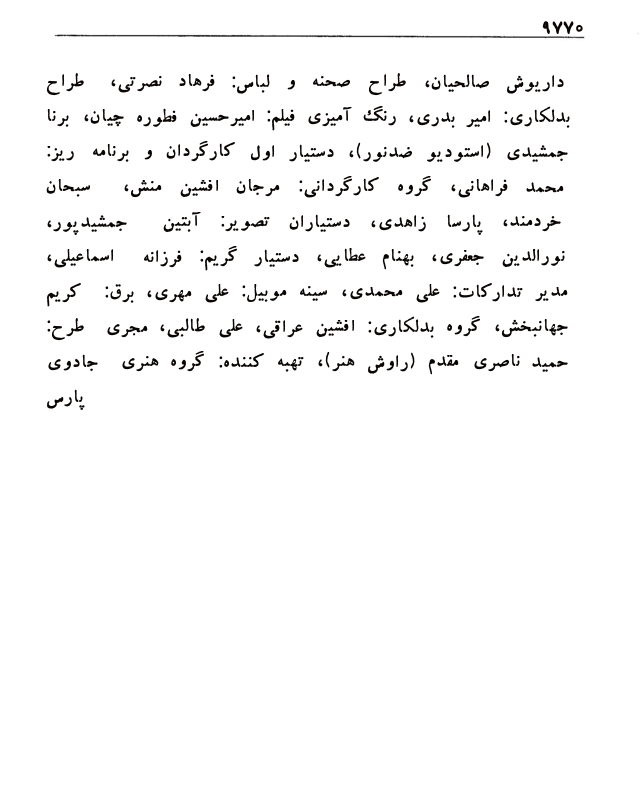 ۹۷۷۰
داریوش صالحیان، طراح صحنه و لباس: فرهاد نصرتی، طراح
بدلکاری: امیر بدری، رنگ آمیزی فیلم: امیرحسین فطوره چیان، برنا
جمشیدی (استودیو ضدنور)، دستیار اول کارگردان و برنامه ریز:
محمد فراهانی، گروه کارگردانی: مرجان افشین منش، سبحان
خردمند، پارسا زاهدی، دستیاران تصویر: آبتین جمشیدپور،
نورالدین جعفری، بهنام عطایی، دستیار گریم: فرزانه اسماعیلی،
مدیر تدارکات: علی محمدی، سینه موبیل: علی مهری، برق: کریم
جهانبخش، گروه بدلکاری: افشین عراقی، علی طالبی، مجری طرح:
حمید ناصری مقدم (راوش هنر)، تهیه کننده: گروه هنری جادوی
پارس